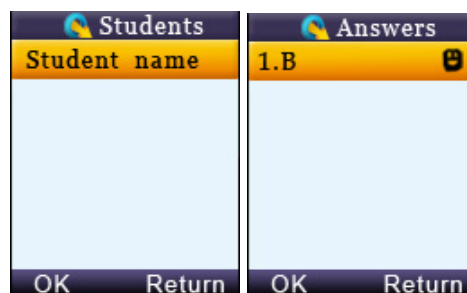 Students
Student name
OK Return
Answers
1.B
OK Return